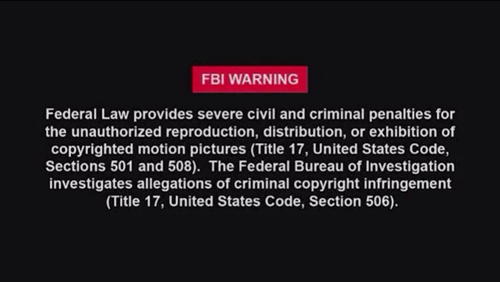 FBI WARNING
Federal Law provides severe civil and criminal penalties for
the unauthorized reproduction, distribution, or exhibition of
copyrighted motion pictures (Title 17, United States Code,
Sections 501 and 508).  The Federal Bureau of Investigation
investigates allegations of criminal copyright infringement
(Title 17, United States Code, Section 506).